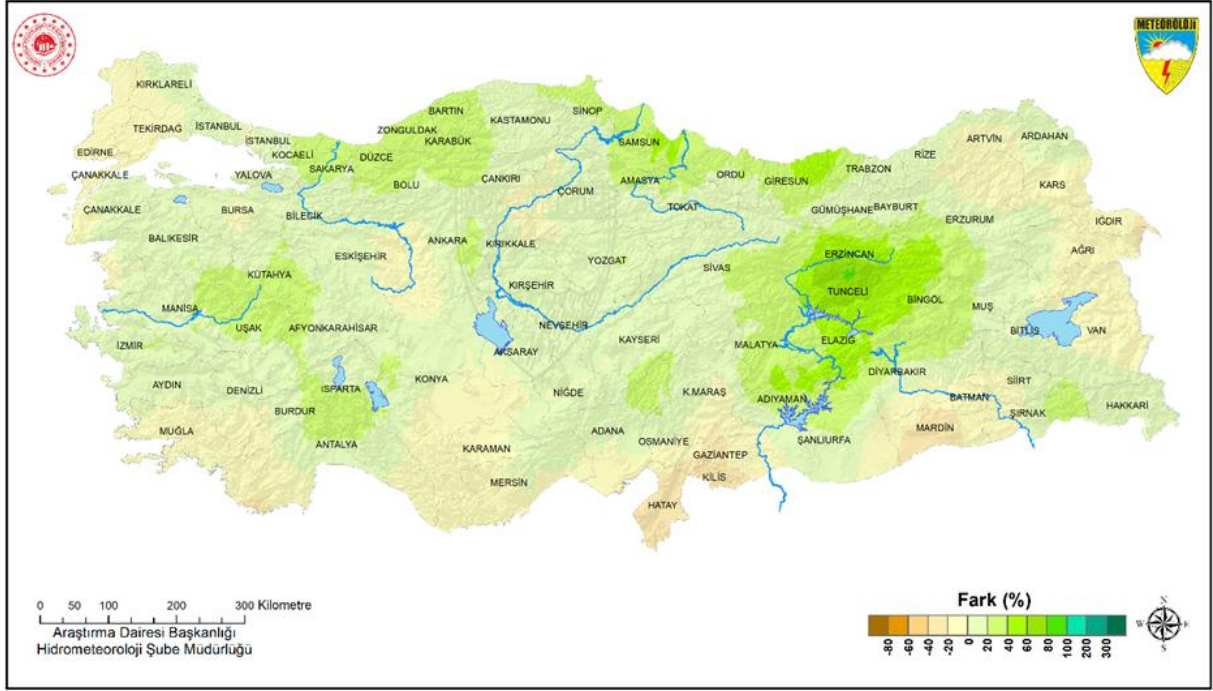 METEOROLOJİ
KIRKLARELİ
TEKİRDAG
İSTANBUL
İSTANBUL
EDİRNE
KOCAELİ
ÇANAKKALE
YALOVA
SAKARYA
DÜZCE
ZONGULDAK
BARTIN
KARABÜK
KASTAMONU
SİNOP
SAMSUN
BOLU
ÇANKIRI
ÇORUM
AMASYA
ORDU
GİRESUN
TRABZON
RİZE
ARTVİN
ARDAHAN
KARS
ÇANAKKALE
BURSA
BİLECİK
TOKAT
GÜMÜŞHANE
BAYBURT
ERZURUM
IĞDIR
BALIKESİR
ESKİŞEHİR
ANKARA
KIRIKKALE
YOZGAT
SİVAS
ERZİNCAN
AĞRI
KÜTAHYA
KIRŞEHİR
TUNCELİ
BİNGÖL
MUŞ
MANİSA
UŞAK
AFYONKARAHİSAR
NEVŞEHİR
KAYSERİ
MALATYA
ELAZIĞ
BİTLİS
VAN
İZMİR
AKSARAY
DİYARBAKIR
AYDIN
DENİZLİ
ISPARTA
KONYA
NİĞDE
K.MARAŞ
ADIYAMAN
BATMAN
SİİRT
ŞIRNAK
HAKKARİ
BURDUR
MUĞLA
ANTALYA
KARAMAN
ADANA
OSMANİYE
GAZİANTEP
ŞANLIURFA
MARDİN
MERSİN
KİLİS
HATAY
0 50 100 200 300 Kilometre
Araştırma Dairesi Başkanlığı
Hidrometeoroloji Şube Müdürlüğü
Fark (%)
-80 -60 -40 -20 0 20 40 60 80 100 200 300
N
W E
S